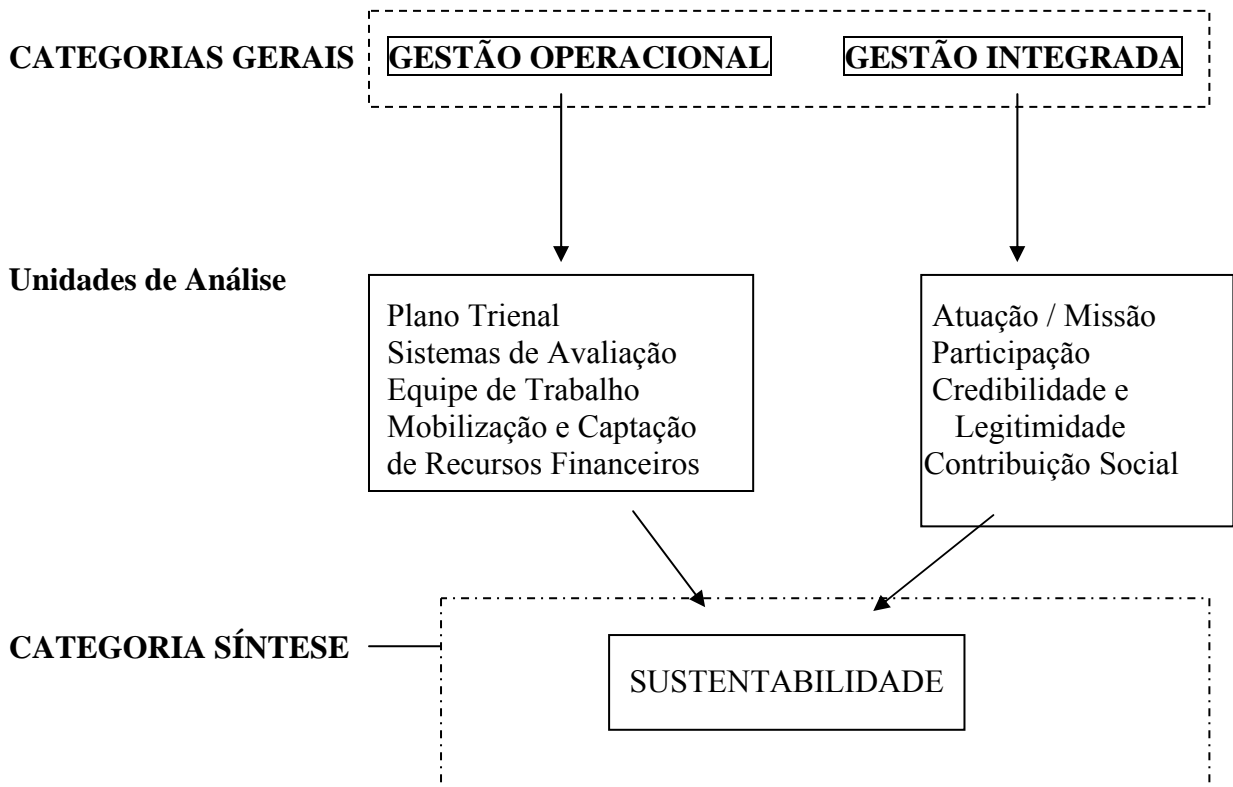 CATEGORIAS GERAIS
GESTÃO OPERACIONAL
GESTÃO INTEGRADA
Unidades de Análise
Plano Trienal
Sistemas de Avaliação
Equipe de Trabalho
Mobilização e Captação
de Recursos Financeiros
Atuação / Missão
Participação
Credibilidade e
Legitimidade
Contribuição Social
CATEGORIA SÍNTESE
SUSTENTABILIDADE